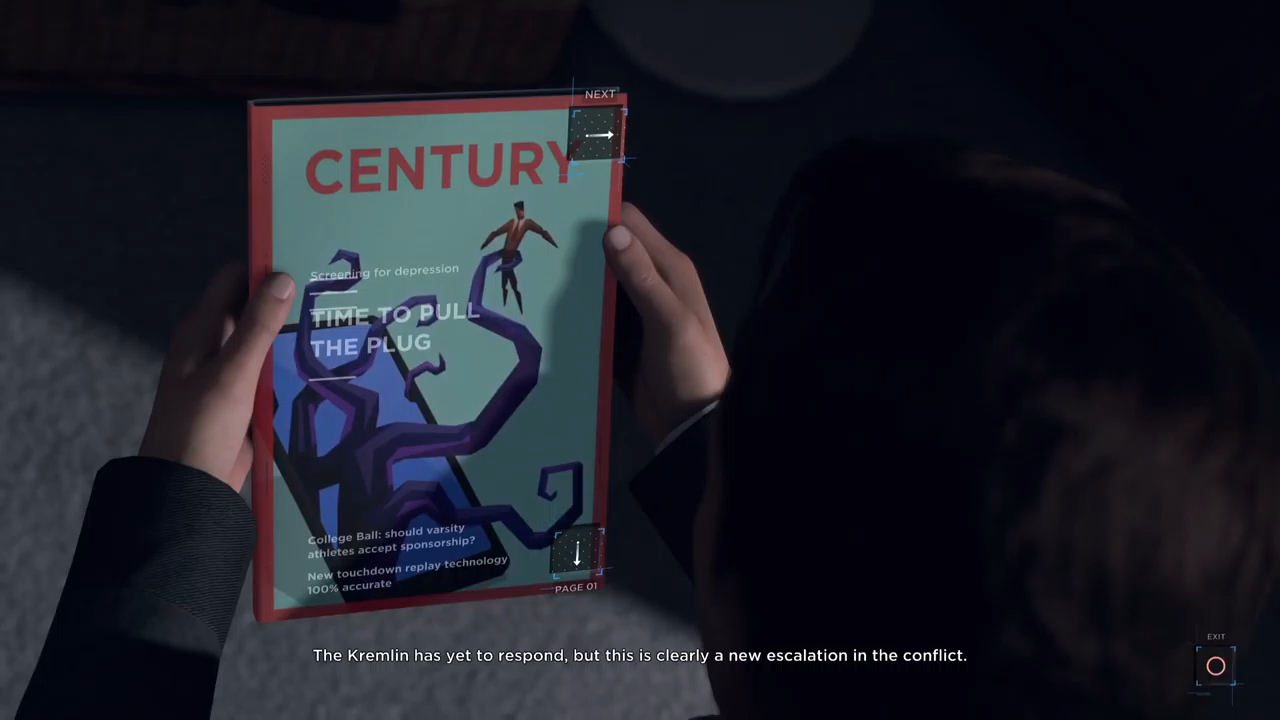 NEXT
CENTURY
Screening for depression
TIME TO PULL
THE PLUG
College Ball: should varsity
athletes accept sponsorship?
New touchdown replay technology
100% accurate
PAGE 01
The Kremlin has yet to respond, but this is clearly a new escalation in the conflict.
EXIT